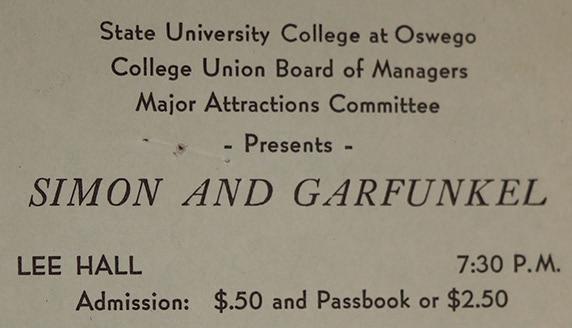 State University College at Oswego
College Union Board of Managers
Major Attractions Committee
- Presents -
SIMON AND GARFUNKEL
LEE HALL 7:30 P.M.
Admission: $.50 and Passbook or $2.50